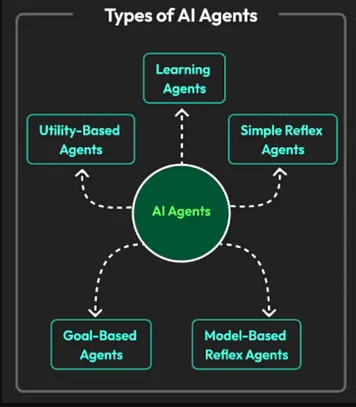 Types of AI Agents
Learning
Agents
Utility-Based
Agents
Simple Reflex
Agents
AI Agents
Goal-Based
Agents
Model-Based
Reflex Agents